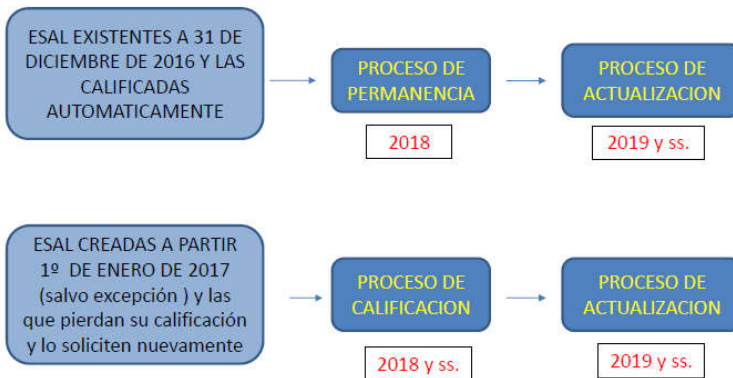 ESAL EXISTENTES A 31 DE
DICIEMBRE DE 2016 Y LAS
CALIFICADAS
AUTOMATICAMENTE
PROCESO DE
PERMANENCIA
2018
PROCESO DE
ACTUALIZACION
2019 y ss.
ESAL CREADAS A PARTIR
1º DE ENERO DE 2017
(salvo excepción ) y las
que pierdan su calificación
y lo soliciten nuevamente
PROCESO DE
CALIFICACION
2018 y ss.
PROCESO DE
ACTUALIZACION
2019 y ss.